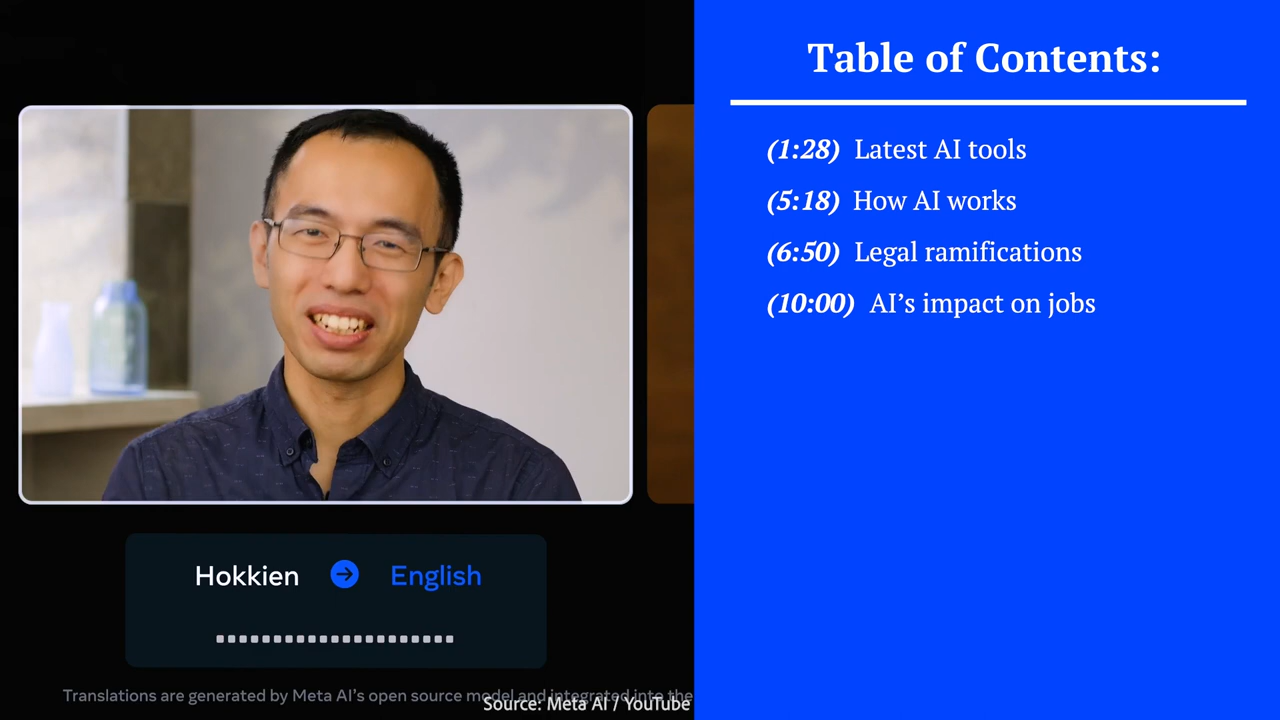 Table of Contents:
(1:28) Latest AI tools
(5:18) How AI works
(6:50) Legal ramifications
(10:00) AI’s impact on jobs
Hokkien English
Translations are generated by Meta AI’s open source model and integrated into the
Source: Meta AI / YouTube